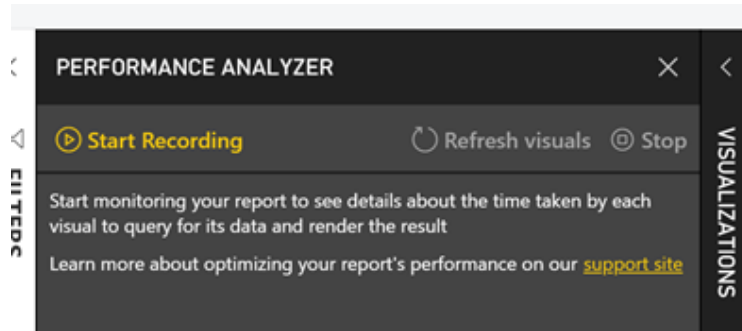 PERFORMANCE ANALYZER
Start Recording
Refresh visuals
Stop
Start monitoring your report to see details about the time taken by each
visual to query for its data and render the result
Learn more about optimizing your report's performance on our support site
FILTERS
VISUALIZATIONS